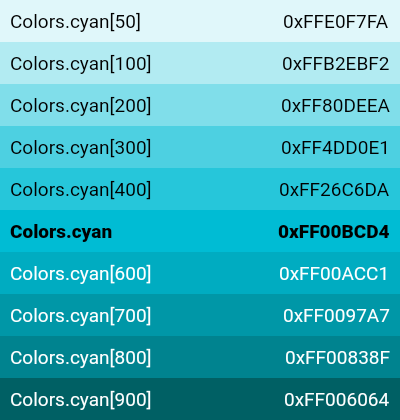 Colors.cyan[50] 0xFFE0F7FA
Colors.cyan[100] 0xFFB2EBF2
Colors.cyan[200] 0xFF80DEEA
Colors.cyan[300] 0xFF4DD0E1
Colors.cyan[400] 0xFF26C6DA
Colors.cyan 0xFF00BCD4
Colors.cyan[600] 0xFF00ACC1
Colors.cyan[700] 0xFF0097A7
Colors.cyan[800] 0xFF00838F
Colors.cyan[900] 0xFF006064